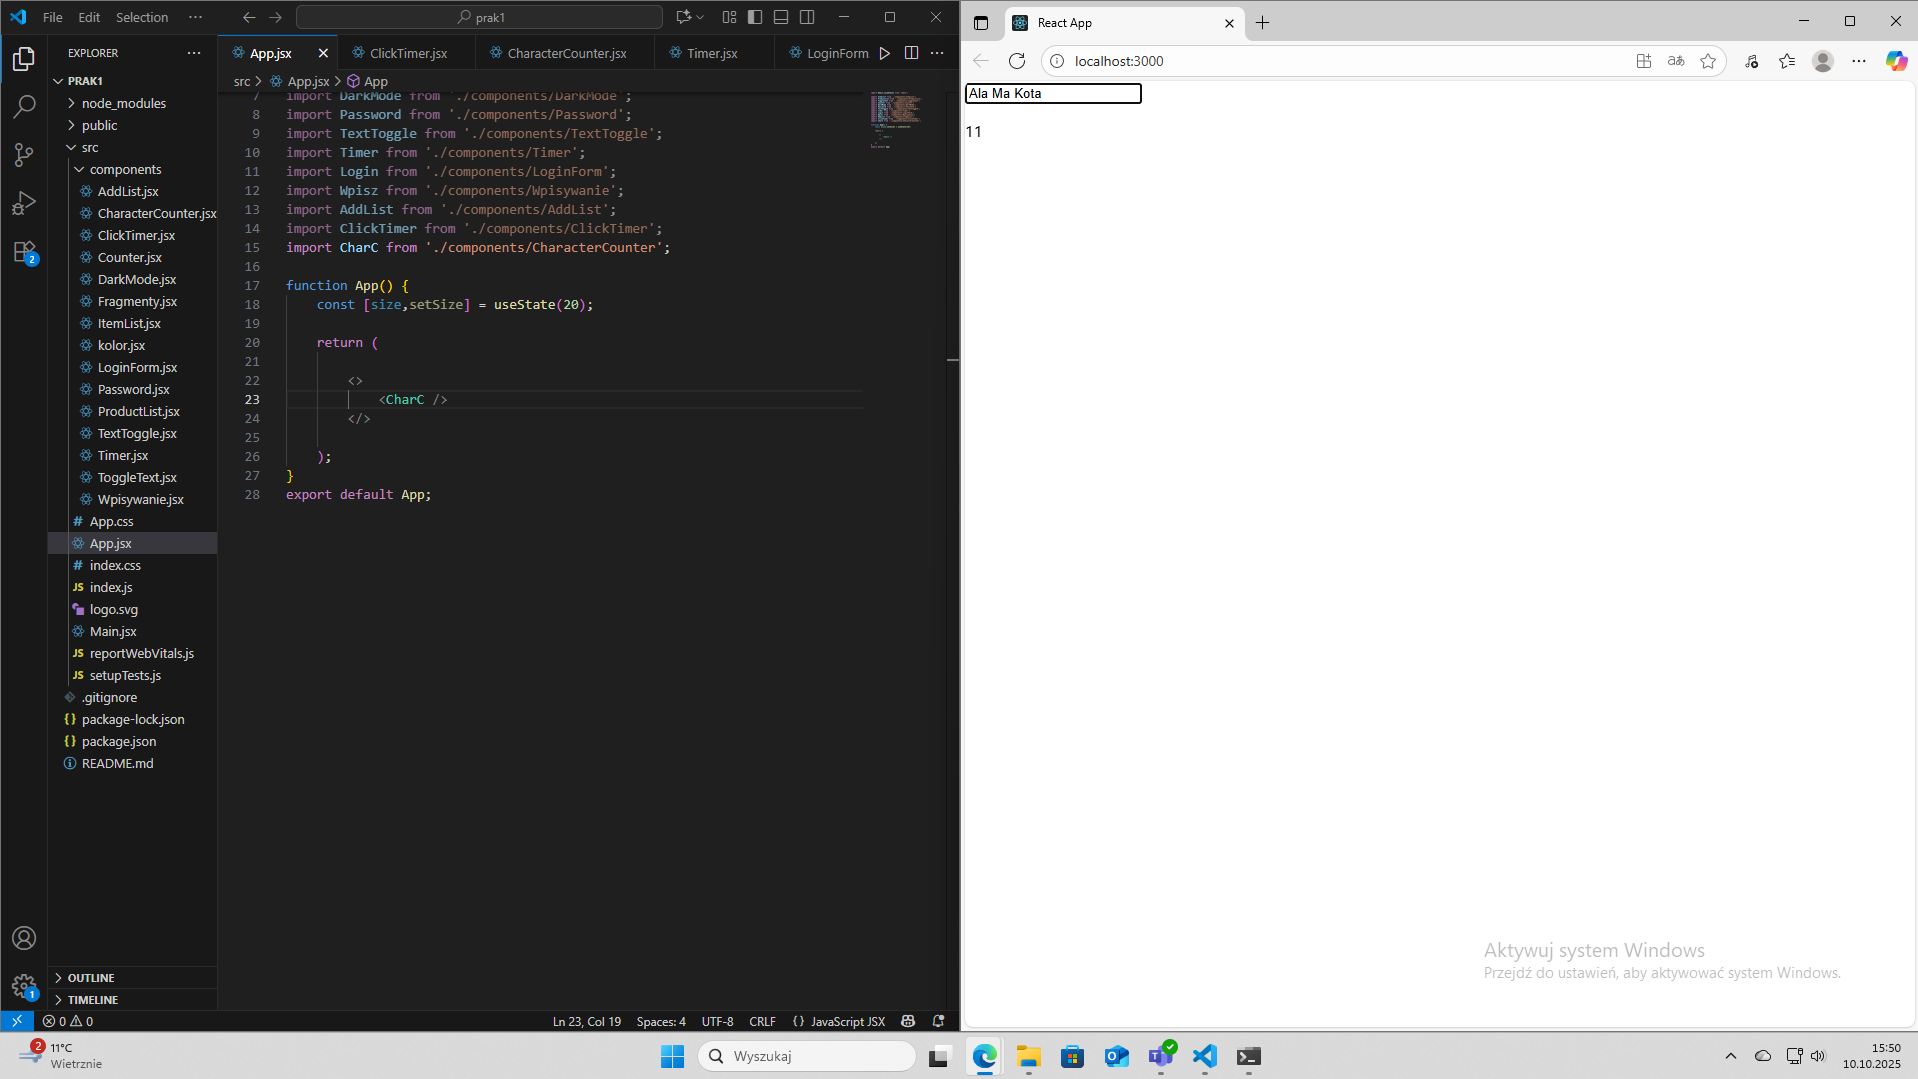 File Edit Selection ···
prak1
EXPLORER
PRAK1
node_modules
public
src
components
AddList.jsx
CharacterCounter.jsx
ClickTimer.jsx
Counter.jsx
DarkMode.jsx
Fragmenty.jsx
ItemList.jsx
kolor.jsx
LoginForm.jsx
Password.jsx
ProductList.jsx
TextToggle.jsx
Timer.jsx
ToggleText.jsx
Wpisywanie.jsx
App.css
App.jsx
index.css
index.js
logo.svg
Main.jsx
reportWebVitals.js
setupTests.js
.gitignore
package-lock.json
package.json
README.md
OUTLINE
TIMELINE
App.jsx ClickTimer.jsx CharacterCounter.jsx Timer.jsx LoginForm
src > App.jsx > App
7 import DarkMode from './components/DarkMode';
8 import Password from './components/Password';
9 import TextToggle from './components/TextToggle';
10 import Timer from './components/Timer';
11 import Login from './components/LoginForm';
12 import Wpisz from './components/Wpisywanie';
13 import AddList from './components/AddList';
14 import ClickTimer from './components/ClickTimer';
15 import CharC from './components/CharacterCounter';
16
17 function App() {
18 const [size,setSize] = useState(20);
19
20 return (
21
22 <>
23 <CharC />
24 </>
25
26 );
27 }
28 export default App;
0 0
Ln 23, Col 19 Spaces: 4 UTF-8 CRLF {} JavaScript JSX
2
1
React App
localhost:3000
Ala Ma Kota
11
Aktywuj system Windows
Przejdź do ustawień, aby aktywować system Windows.
2
11°C
Wietrznie
Wyszukaj
15:50
10.10.2025